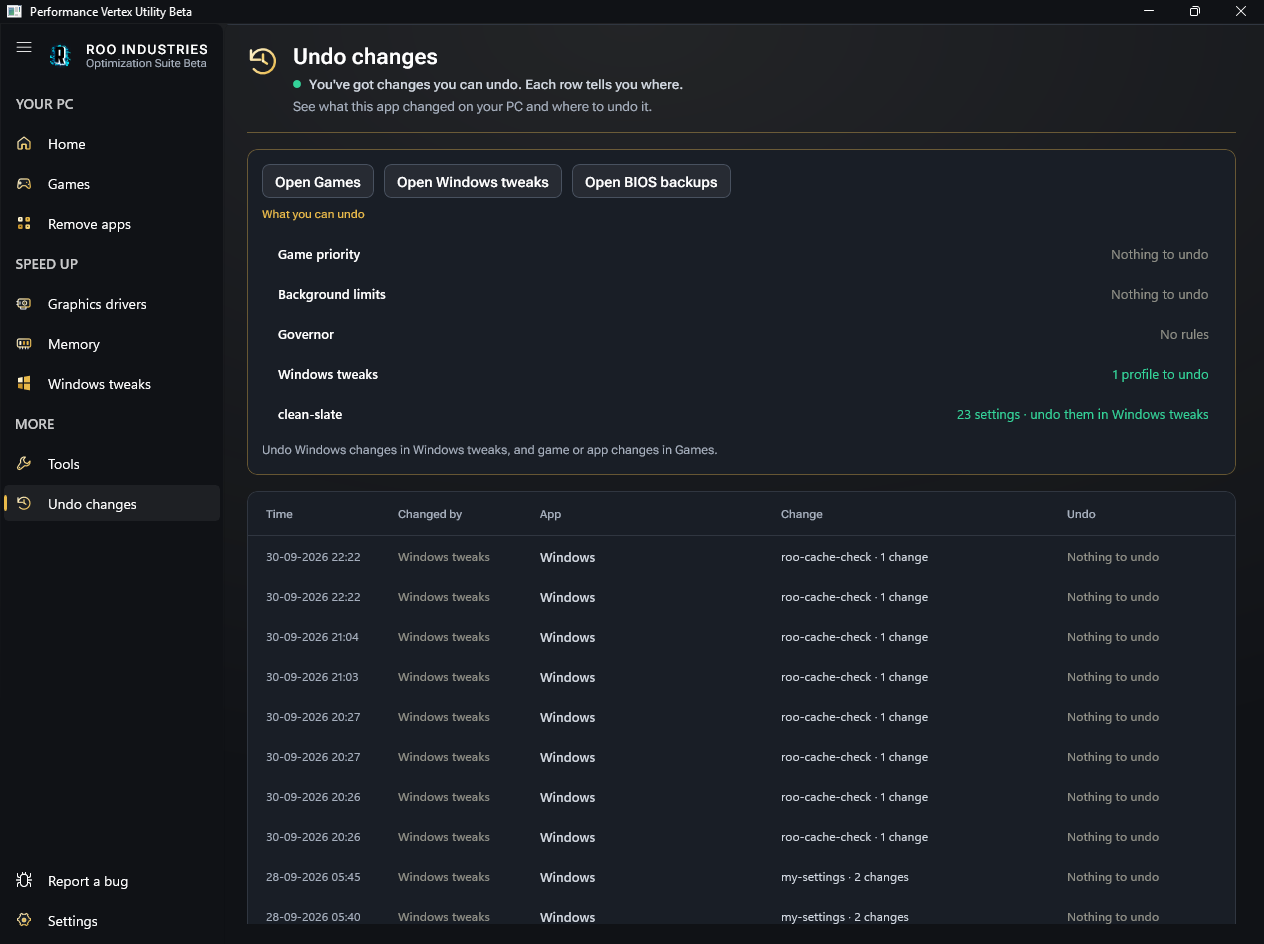 Performance Vertex Utility Beta
ROO INDUSTRIES
Optimization Suite Beta
YOUR PC
Home
Games
Remove apps
SPEED UP
Graphics drivers
Memory
Windows tweaks
MORE
Tools
Undo changes
Report a bug
Settings
Undo changes
You've got changes you can undo. Each row tells you where.
See what this app changed on your PC and where to undo it.
Open Games Open Windows tweaks Open BIOS backups
What you can undo
Game priority Nothing to undo
Background limits Nothing to undo
Governor No rules
Windows tweaks 1 profile to undo
clean-slate 23 settings · undo them in Windows tweaks
Undo Windows changes in Windows tweaks, and game or app changes in Games.
Time Changed by App Change Undo
30-09-2026 22:22 Windows tweaks Windows roo-cache-check · 1 change Nothing to undo
30-09-2026 22:22 Windows tweaks Windows roo-cache-check · 1 change Nothing to undo
30-09-2026 21:04 Windows tweaks Windows roo-cache-check · 1 change Nothing to undo
30-09-2026 21:03 Windows tweaks Windows roo-cache-check · 1 change Nothing to undo
30-09-2026 20:27 Windows tweaks Windows roo-cache-check · 1 change Nothing to undo
30-09-2026 20:27 Windows tweaks Windows roo-cache-check · 1 change Nothing to undo
30-09-2026 20:26 Windows tweaks Windows roo-cache-check · 1 change Nothing to undo
30-09-2026 20:26 Windows tweaks Windows roo-cache-check · 1 change Nothing to undo
28-09-2026 05:45 Windows tweaks Windows my-settings · 2 changes Nothing to undo
28-09-2026 05:40 Windows tweaks Windows my-settings · 2 changes Nothing to undo